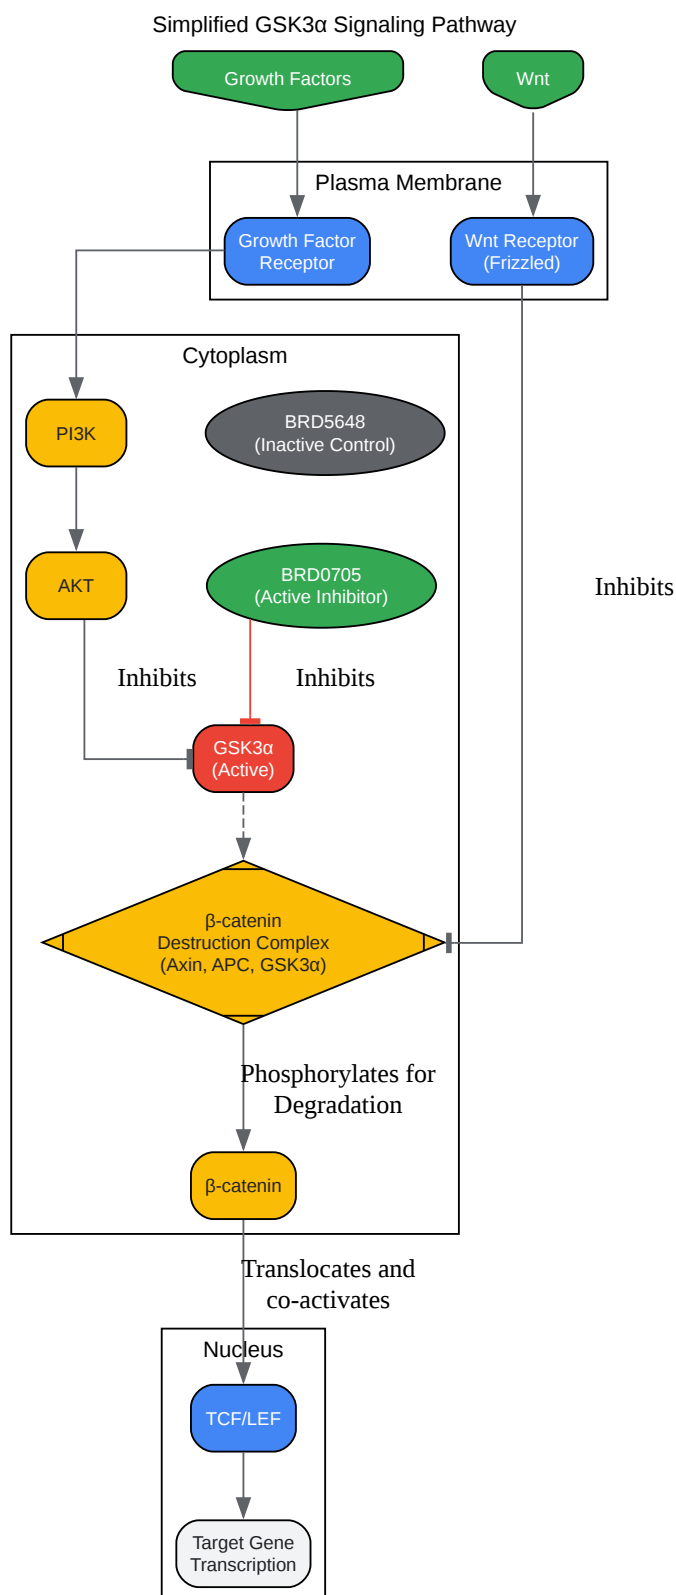 Simplified GSK3α Signaling Pathway
Growth Factors
Wnt
Plasma Membrane
Growth Factor
Receptor
Wnt Receptor
(Frizzled)
Cytoplasm
PI3K
BRD5648
(Inactive Control)
AKT
BRD0705
(Active Inhibitor)
Inhibits
Inhibits
Inhibits
GSK3α
(Active)
β-catenin
Destruction Complex
(Axin, APC, GSK3α)
Phosphorylates for
Degradation
β-catenin
Translocates and
co-activates
Nucleus
TCF/LEF
Target Gene
Transcription